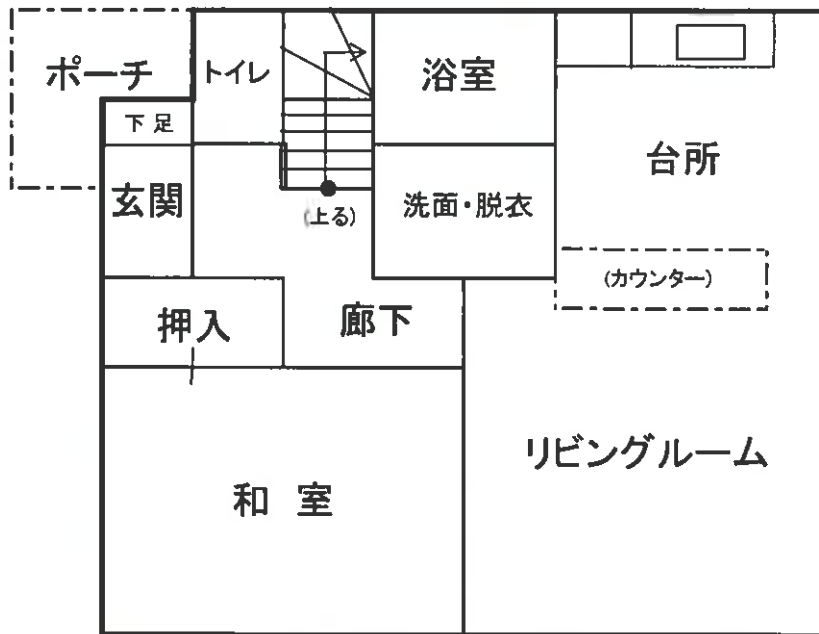 ポーチ
トイレ
浴室
下足
台所
玄関
洗面・脱衣
(上る)
(カウンター)
押入
廊下
リビングルーム
和室